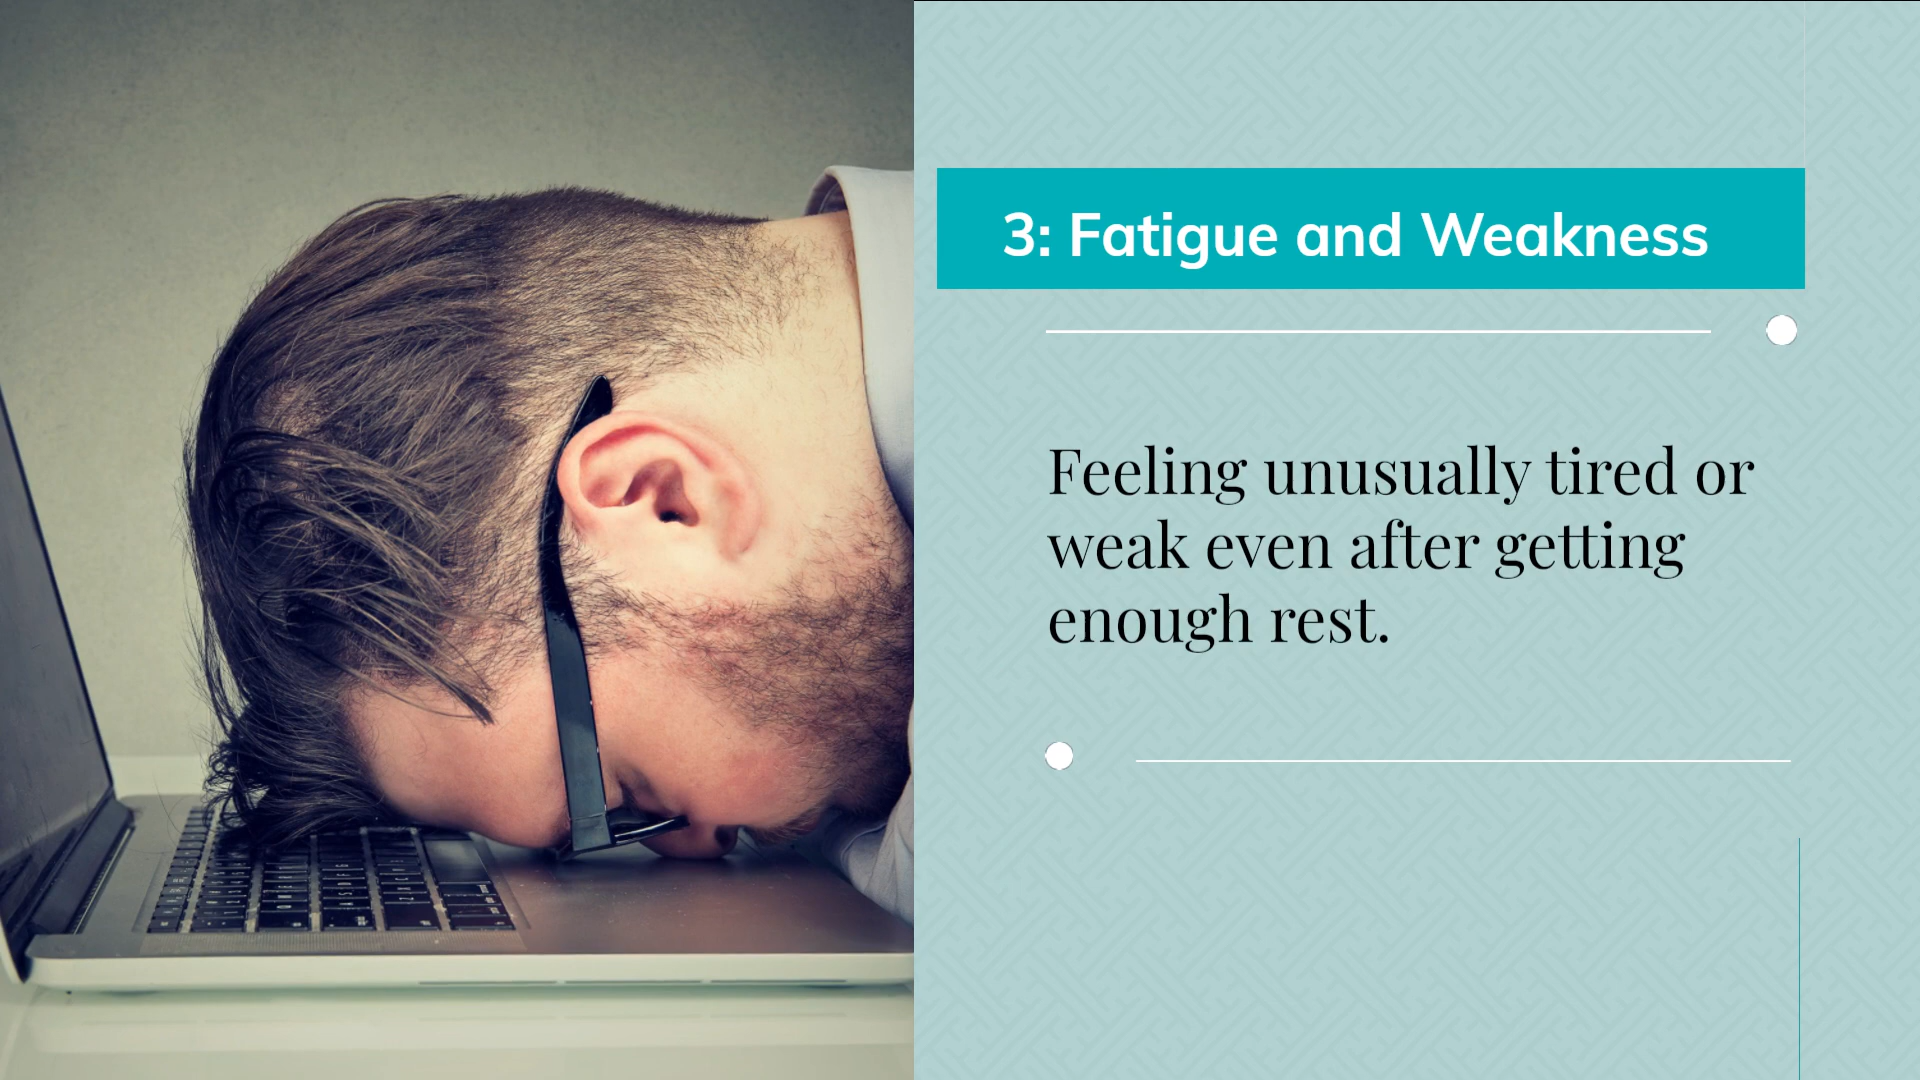 3: Fatigue and Weakness
Feeling unusually tired or
weak even after getting
enough rest.